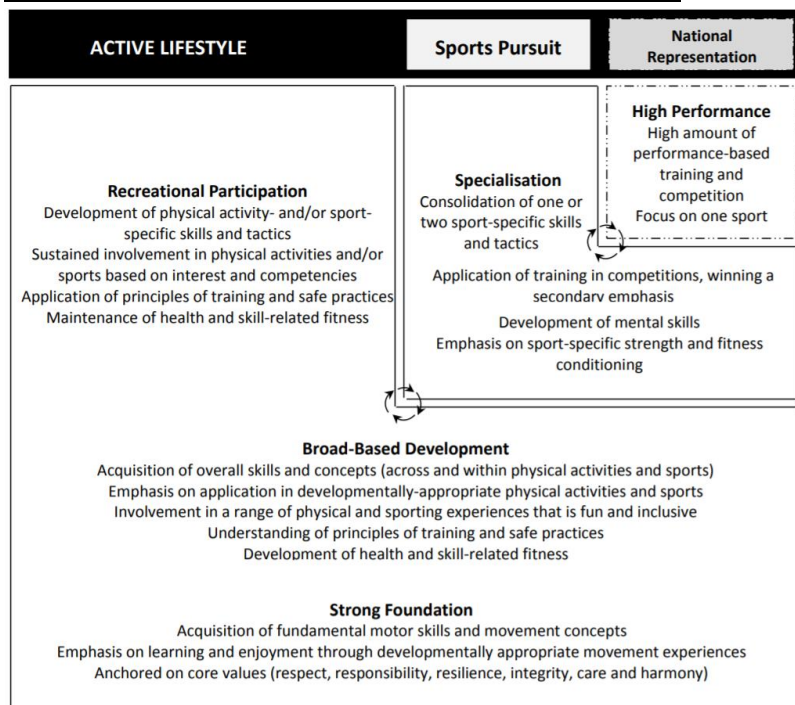 ACTIVE LIFESTYLE
Sports Pursuit
National
Representation
High Performance
High amount of
performance-based
training and
competition
Focus on one sport
Specialisation
Consolidation of one or
two sport-specific skills
and tactics
Application of training in competitions, winning a
secondary emphasis
Development of mental skills
Emphasis on sport-specific strength and fitness
conditioning
Recreational Participation
Development of physical activity- and/or sport-
specific skills and tactics
Sustained involvement in physical activities and/or
sports based on interest and competencies
Application of principles of training and safe practices
Maintenance of health and skill-related fitness
Broad-Based Development
Acquisition of overall skills and concepts (across and within physical activities and sports)
Emphasis on application in developmentally-appropriate physical activities and sports
Involvement in a range of physical and sporting experiences that is fun and inclusive
Understanding of principles of training and safe practices
Development of health and skill-related fitness
Strong Foundation
Acquisition of fundamental motor skills and movement concepts
Emphasis on learning and enjoyment through developmentally appropriate movement experiences
Anchored on core values (respect, responsibility, resilience, integrity, care and harmony)